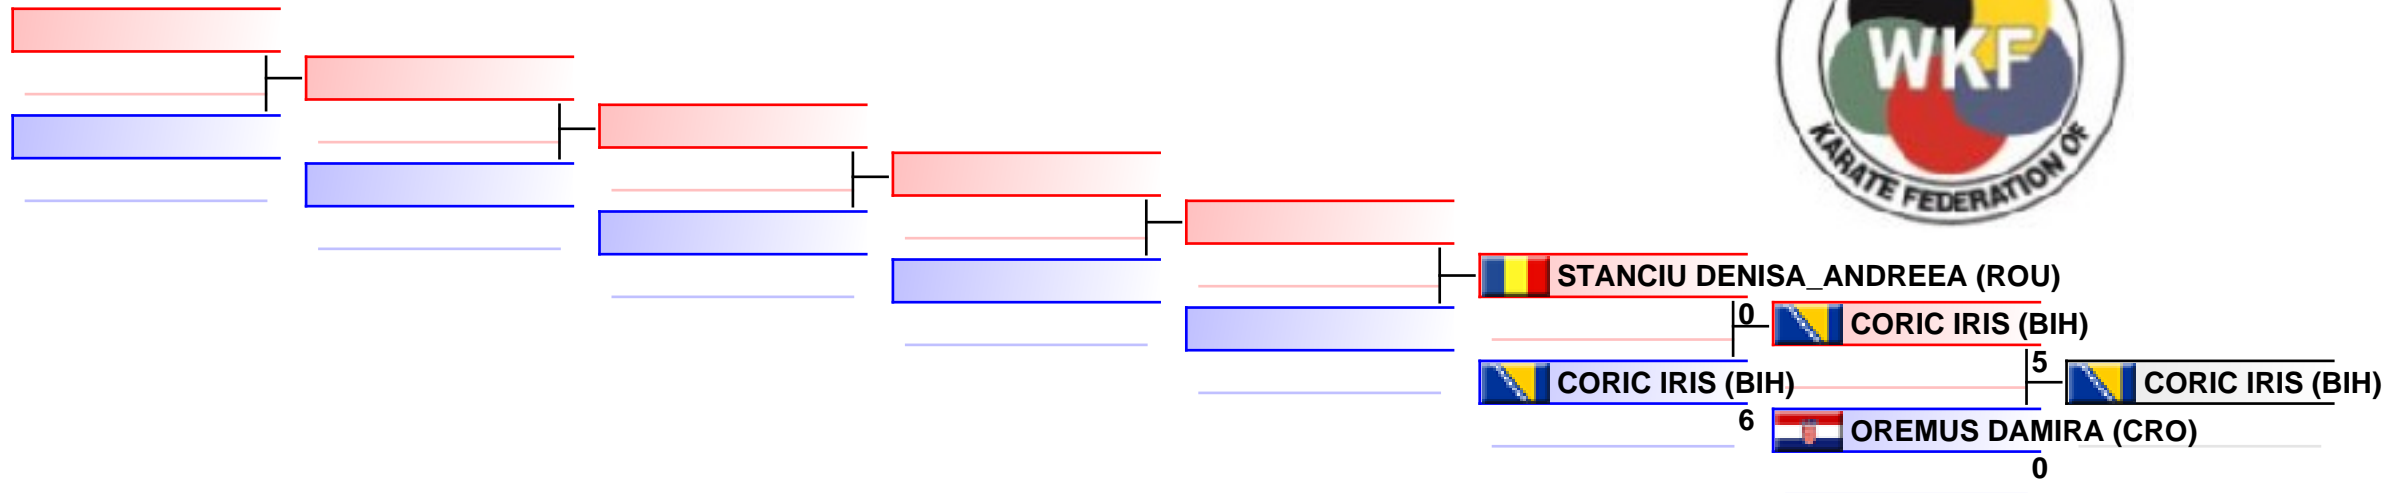 WKF
KARATE FEDERATION OF
STANCIU DENISA_ANDREEA (ROU)
0
CORIC IRIS (BIH)
5
CORIC IRIS (BIH)
CORIC IRIS (BIH)
6
OREMUS DAMIRA (CRO)
0